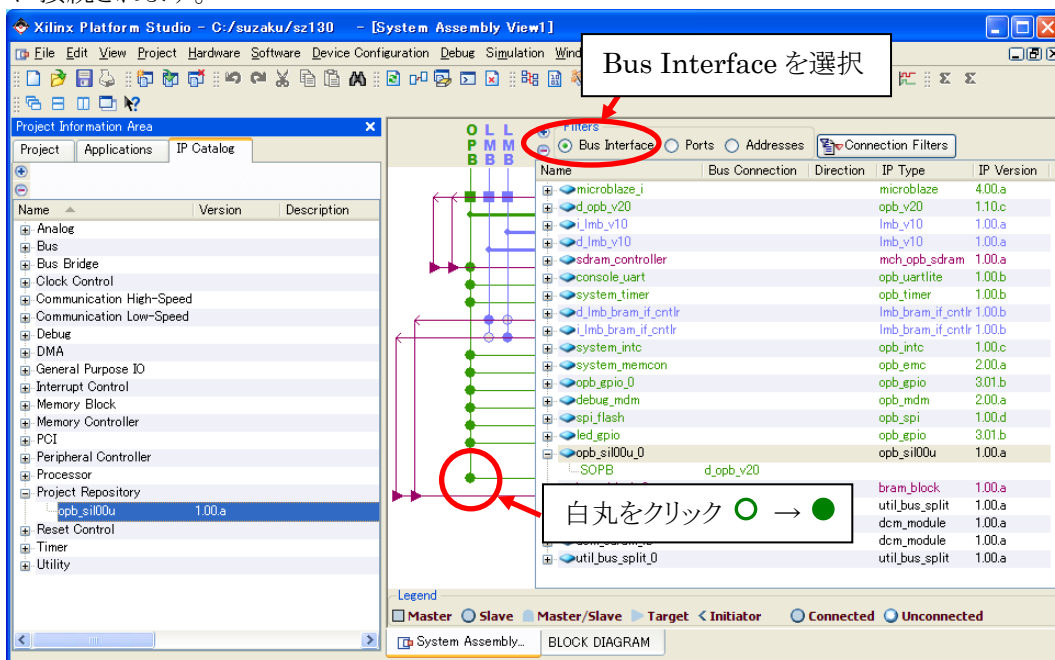 に接続されます。
Xilinx Platform Studio - C:/suzaku/sz130 - [System Assembly View1]
File Edit View Project Hardware Software Device Configuration Debug Simulation Wind
Bus Interface を選択
Project Information Area
Project Applications IP Catalog
Name Version Description
Analog
Bus
Bus Bridge
Clock Control
Communication High-Speed
Communication Low-Speed
Debug
DMA
General Purpose IO
Interrupt Control
Memory Block
Memory Controller
PCI
Peripheral Controller
Processor
Project Repository
opb_sil00u 1.00.a
Reset Control
Timer
Utility
O L L
P M M
B B B
Filters
Bus Interface Ports Addresses Connection Filters
Name Bus Connection Direction IP Type IP Version
microblaze_i microblaze 4.00.a
d_opb_v20 opb_v20 1.10.c
i_lmb_v10 lmb_v10 1.00.a
d_lmb_v10 lmb_v10 1.00.a
sdram_controller mch_opb_sdram 1.00.a
console_uart opb_uartlite 1.00.b
system_timer opb_timer 1.00.b
d_lmb_bram_if_cntlr lmb_bram_if_cntlr 1.00.b
i_lmb_bram_if_cntlr lmb_bram_if_cntlr 1.00.b
system_intc opb_intc 1.00.c
system_memcon opb_emc 2.00.a
opb_gpio_0 opb_gpio 3.01.b
debug_mdm opb_mdm 2.00.a
spi_flash opb_spi 1.00.d
led_gpio opb_gpio 3.01.b
opb_sil00u_0 opb_sil00u 1.00.a
SOPB d_opb_v20
bram_block 1.00.a
util_bus_split 1.00.a
dcm_module 1.00.a
dcm_module 1.00.a
util_bus_split_0 util_bus_split 1.00.a
白丸をクリック ○ → ●
Legend
Master Slave Master/Slave Target Initiator Connected Unconnected
System Assembly... BLOCK DIAGRAM